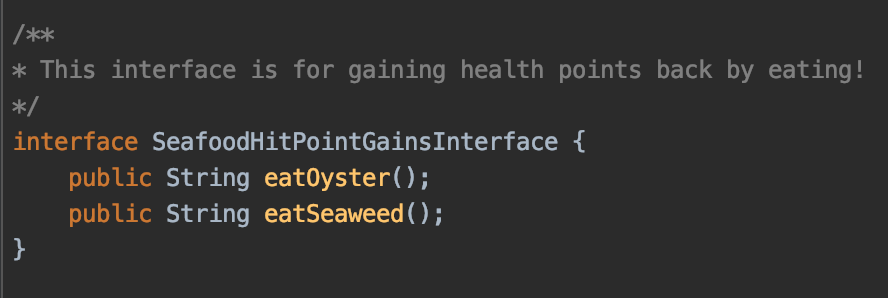 /**
* This interface is for gaining health points back by eating!
*/
interface SeafoodHitPointGainsInterface {
    public String eatOyster();
    public String eatSeaweed();
}